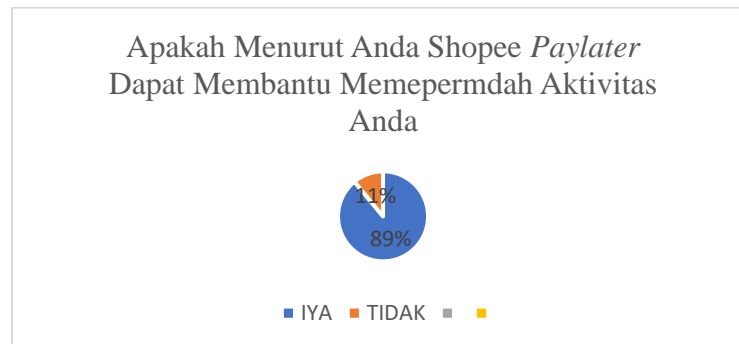 Apakah Menurut Anda Shopee Paylater
Dapat Membantu Memepermdah Aktivitas
Anda
11%
89%
IYA TIDAK